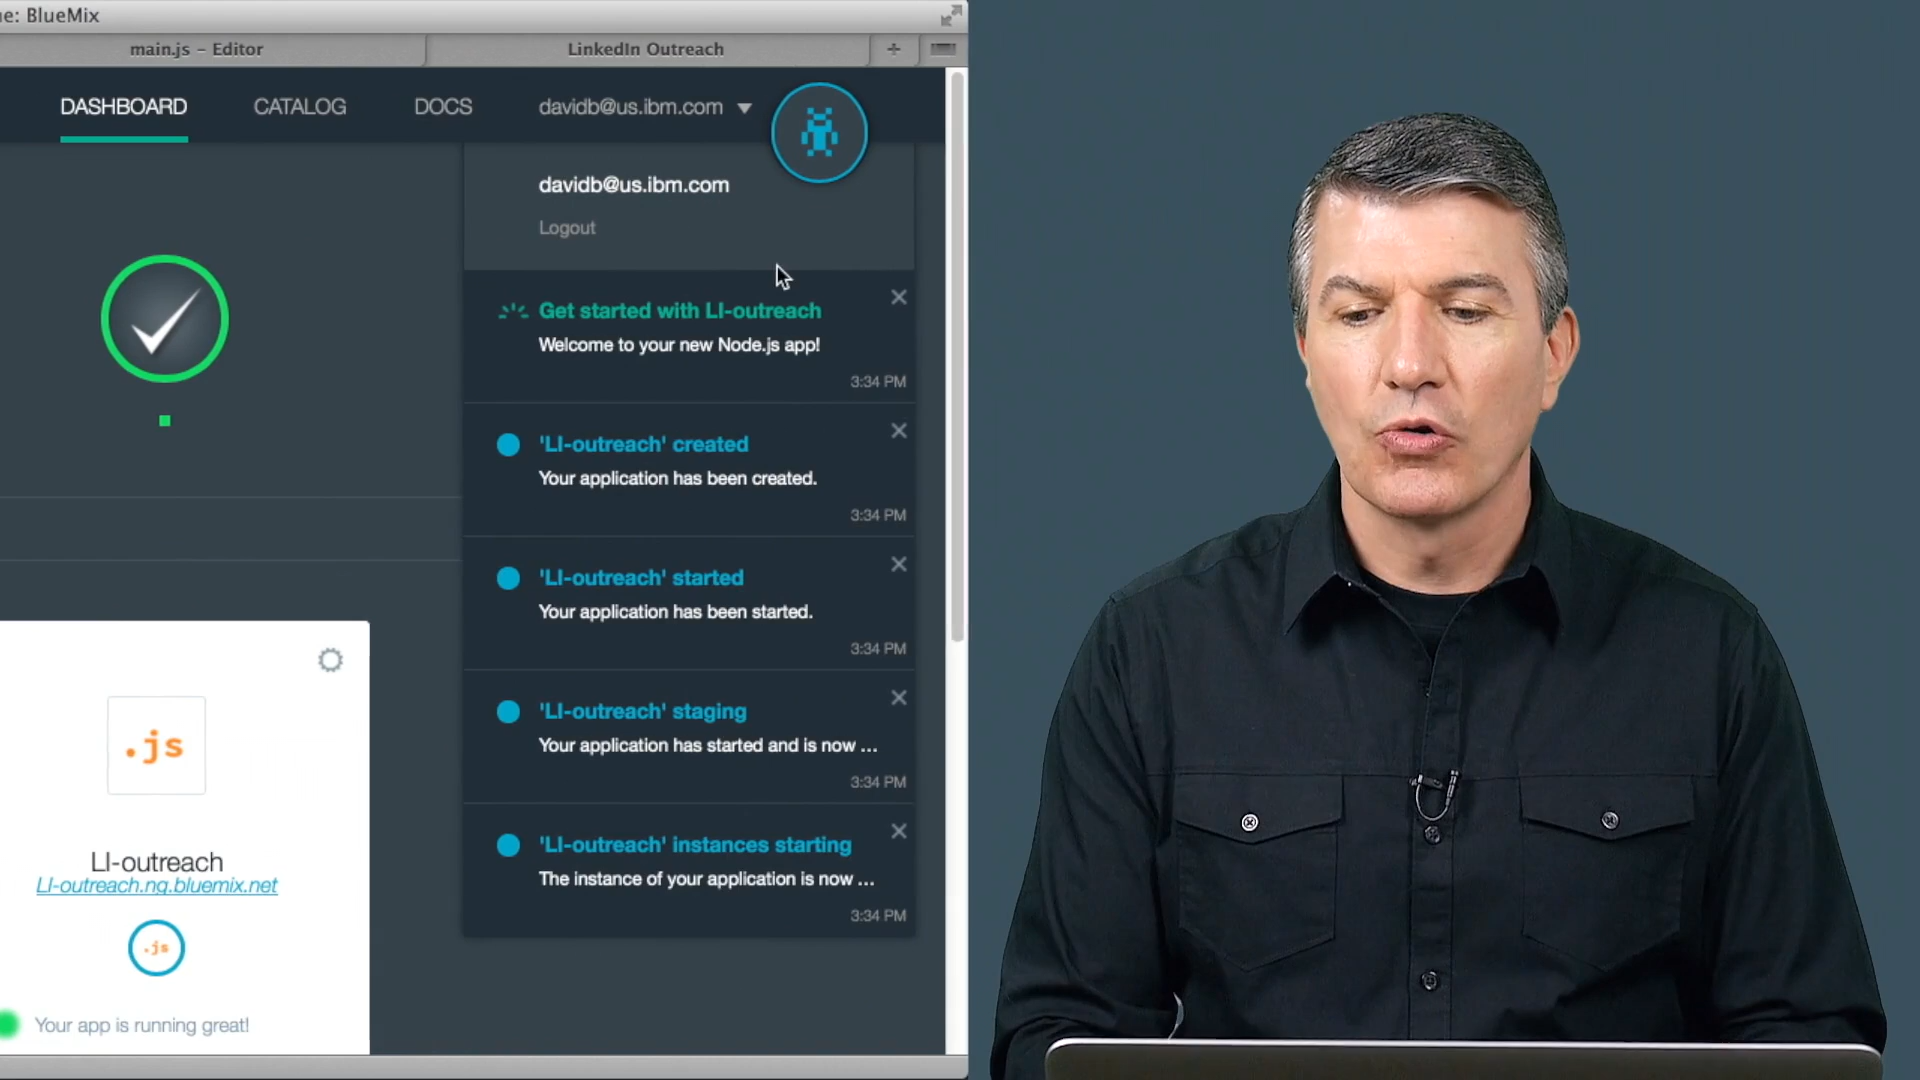 ne: BlueMix
main.js – Editor
LinkedIn Outreach
DASHBOARD
CATALOG
DOCS
davidb@us.ibm.com
davidb@us.ibm.com
Logout
Get started with LI-outreach
Welcome to your new Node.js app!
3:34 PM
'LI-outreach' created
Your application has been created.
3:34 PM
'LI-outreach' started
Your application has been started.
3:34 PM
'LI-outreach' staging
Your application has started and is now ...
3:34 PM
'LI-outreach' instances starting
The instance of your application is now ...
3:34 PM
.js
LI-outreach
LI-outreach.ng.bluemix.net
.js
Your app is running great!